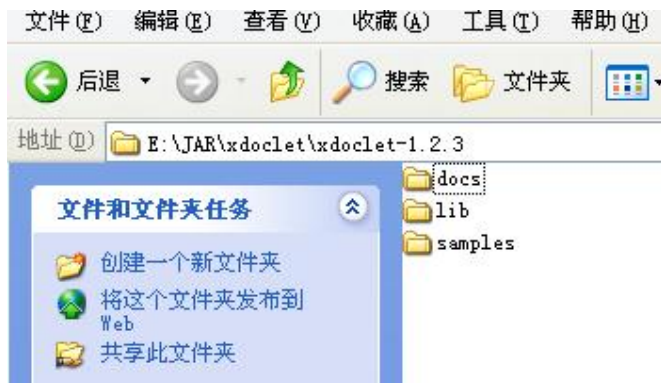 文件(F) 编辑(E) 查看(V) 收藏(A) 工具(T) 帮助(H)
后退 搜索 文件夹
地址(D) E:\JAR\xdoclet\xdoclet-1.2.3
docs
lib
samples
文件和文件夹任务
创建一个新文件夹
将这个文件夹发布到
Web
共享此文件夹